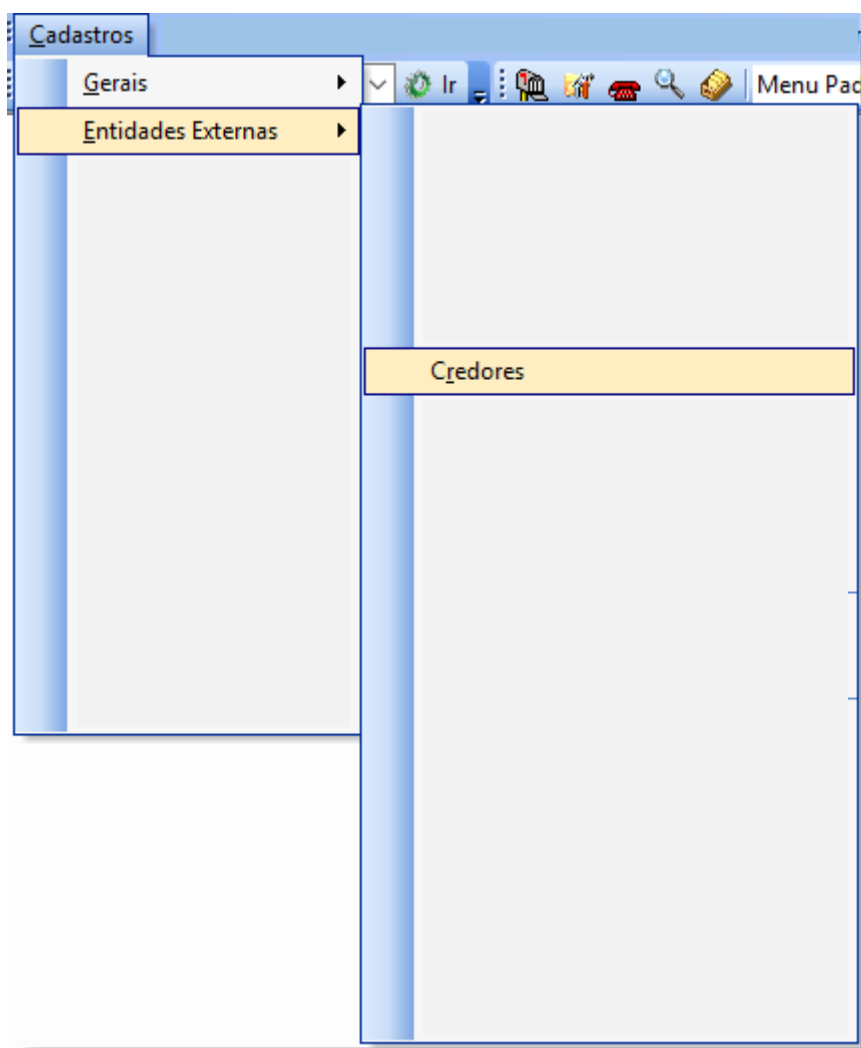 Cadastros
Gerais
Ir
Menu Pad
Entidades Externas
Credores